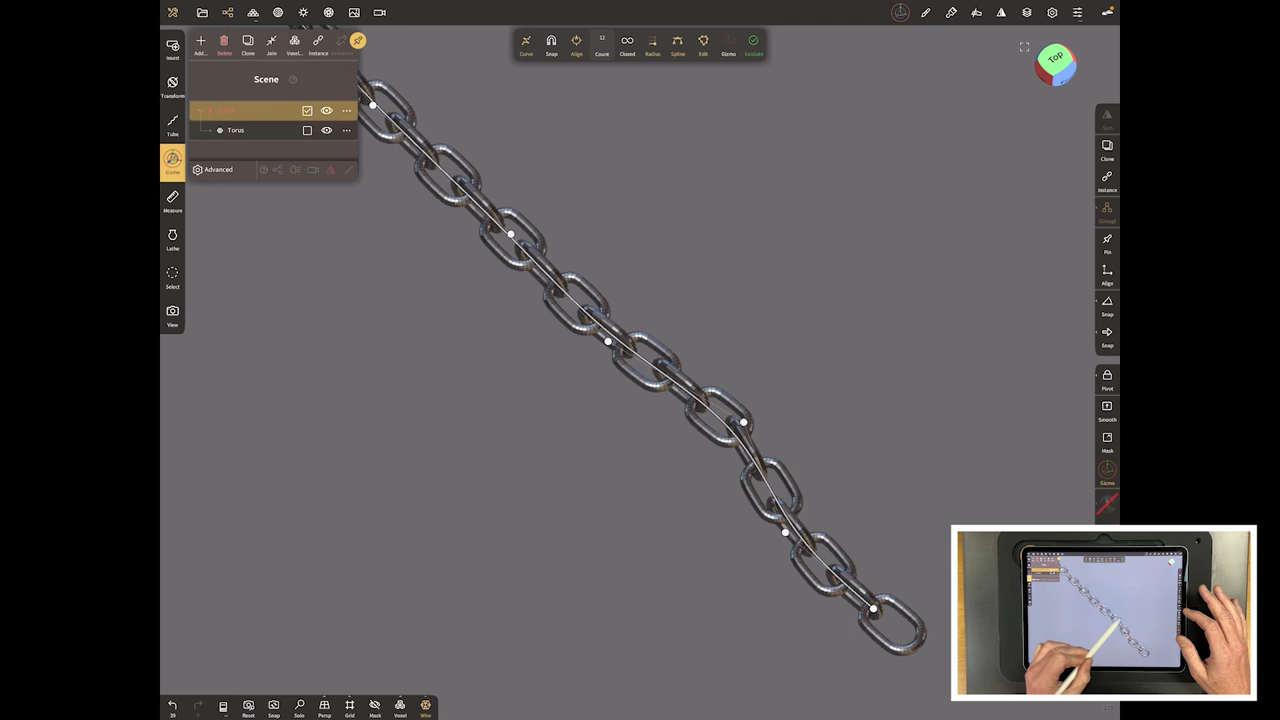 Add...
Delete
Clone
Join
Voxel...
Instance
Scene
Torus
Advanced
Curve
Snap
Align
12
Count
Closed
Radius
Spline
Edit
Gizmo
Validate
Top
Insert
Transform
Tube
Gizmo
Measure
Lathe
Select
View
Clone
Instance
Pin
Align
Snap
Snap
Pivot
Smooth
Mask
Gizmo
39
Reset
Snap
Solo
Persp
Grid
Mask
Voxel
Wire